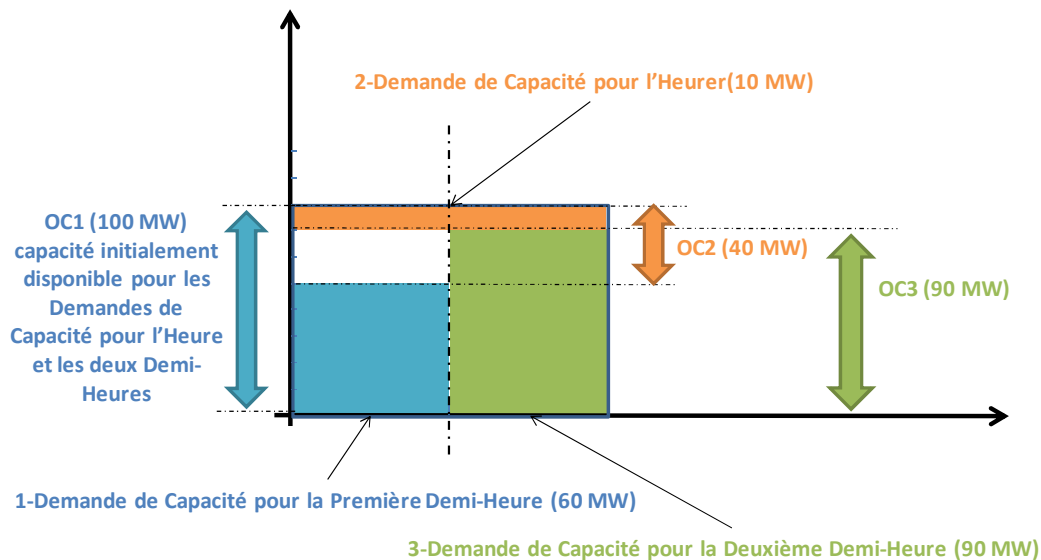 2-Demande de Capacité pour l'Heurer(10 MW)
OC1 (100 MW)
capacité initialement
disponible pour les
Demandes de
Capacité pour l'Heure
et les deux Demi-
Heures
OC2 (40 MW)
OC3 (90 MW)
1-Demande de Capacité pour la Première Demi-Heure (60 MW)
3-Demande de Capacité pour la Deuxième Demi-Heure (90 MW)